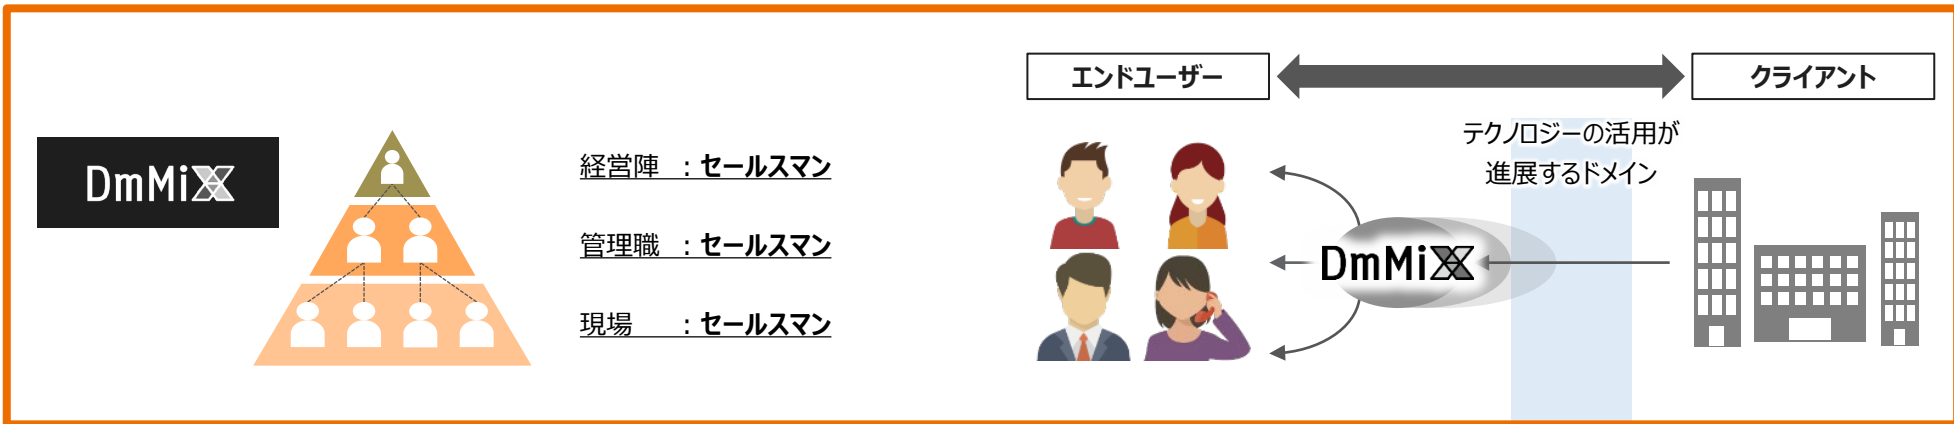 DmMiX
経営陣 ：セールスマン
管理職 ：セールスマン
現場 ：セールスマン
エンドユーザー
クライアント
テクノロジーの活用が
進展するドメイン
DmMiX